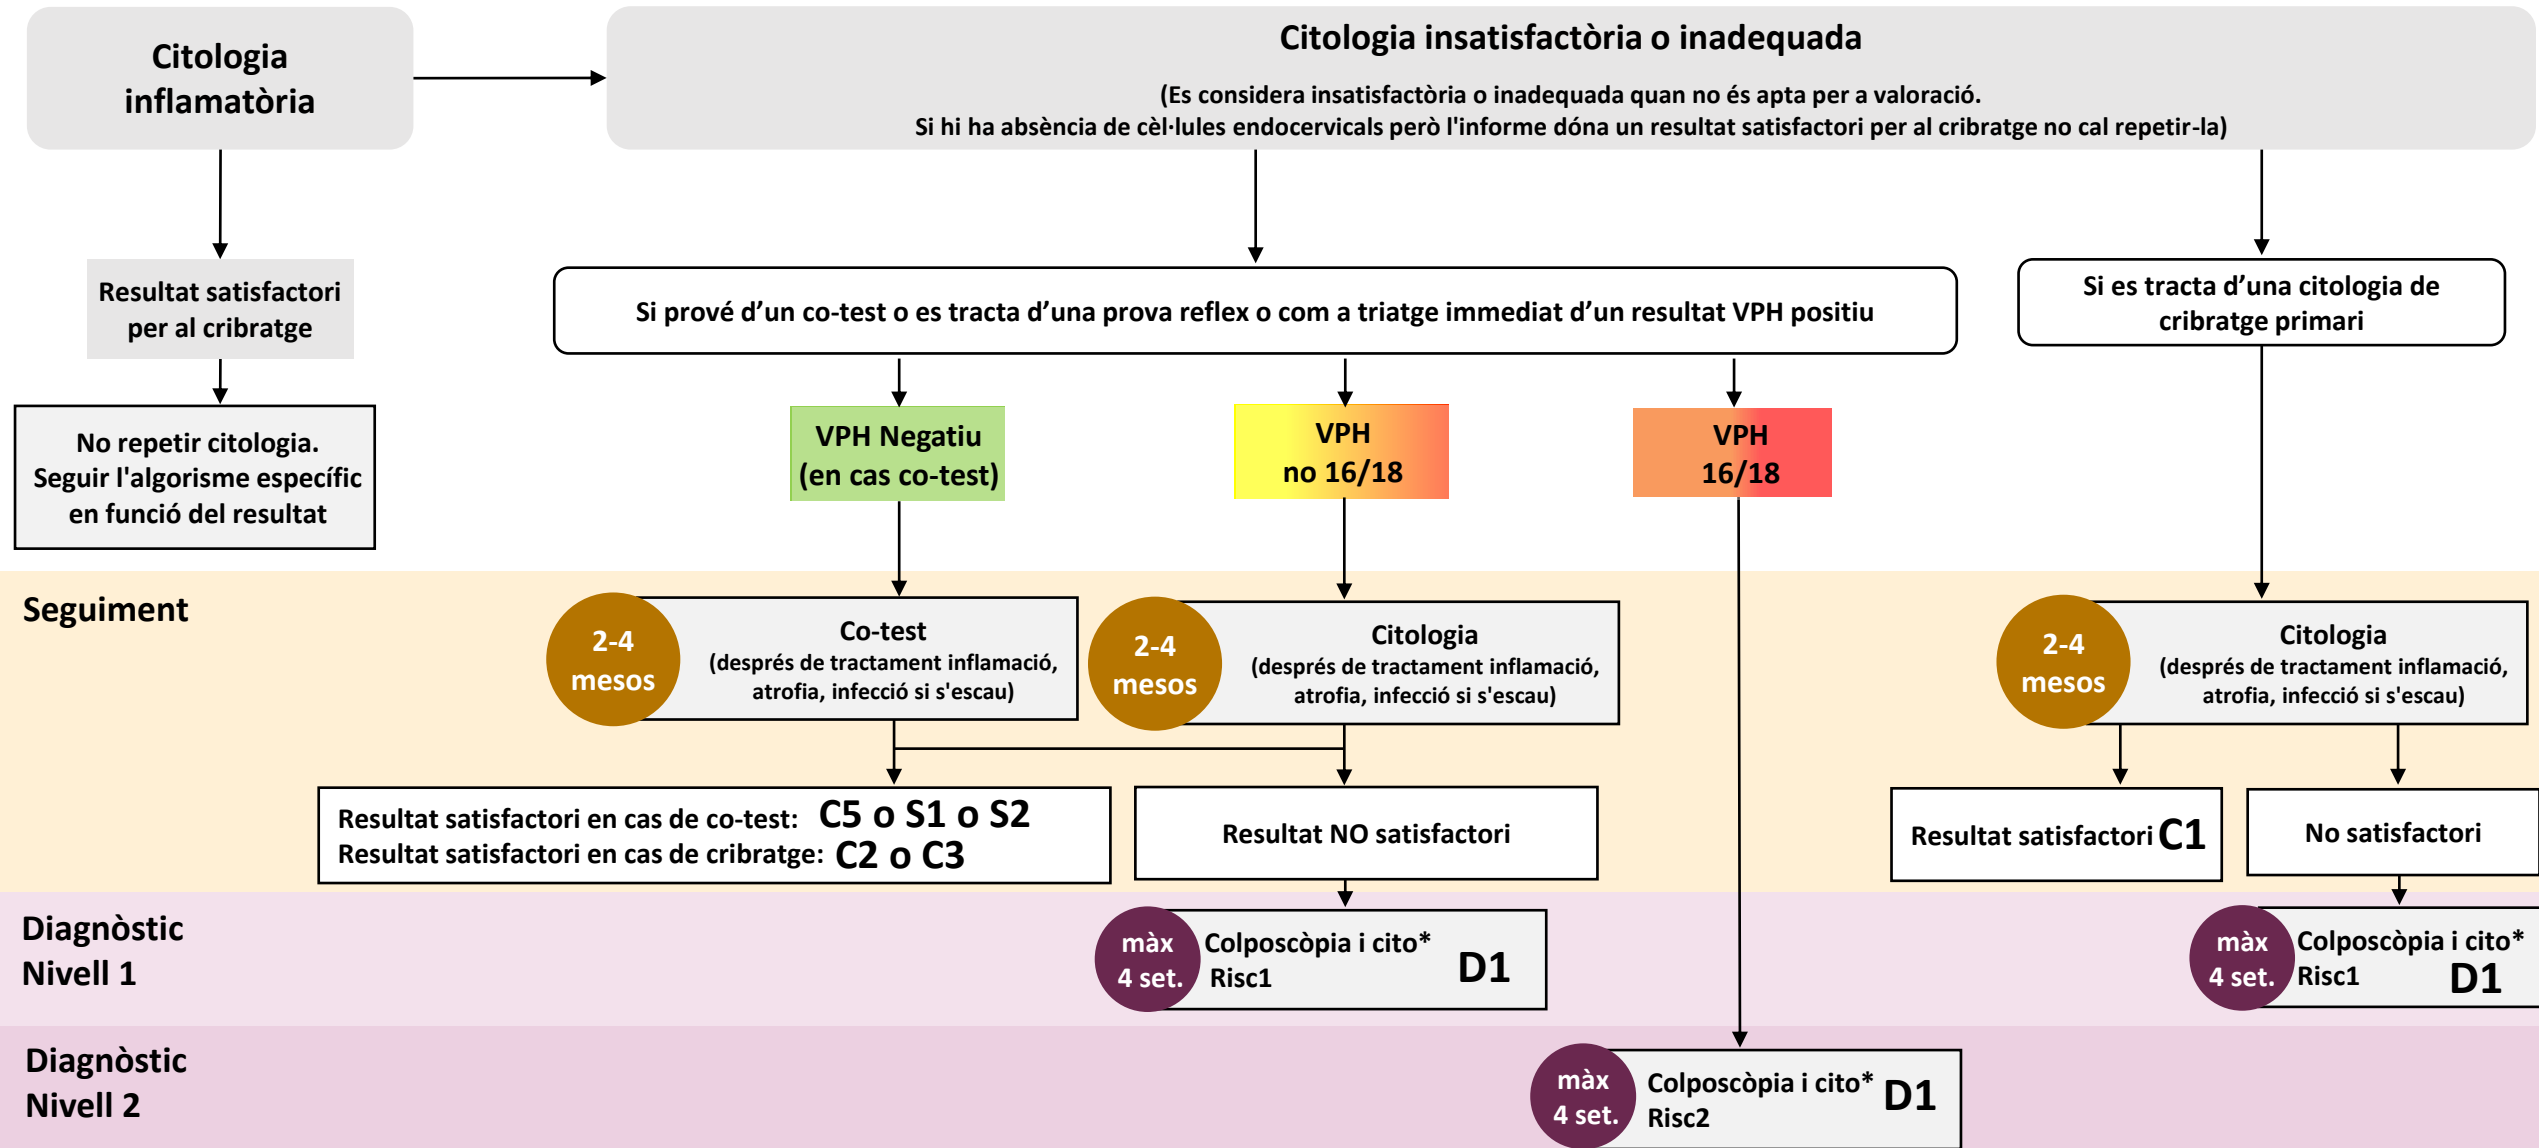 Citologia
inflamatòria
Citologia insatisfactòria o inadequada
(Es considera insatisfactòria o inadequada quan no és apta per a valoració.
Si hi ha absència de cèl·lules endocervicals però l'informe dóna un resultat satisfactori per al cribratge no cal repetir-la)
Resultat satisfactori
per al cribratge
Si prové d’un co-test o es tracta d’una prova reflex o com a triatge immediat d’un resultat VPH positiu
Si es tracta d’una citologia de
cribratge primari
No repetir citologia.
Seguir l'algorisme específic
en funció del resultat
VPH Negatiu
(en cas co-test)
VPH
no 16/18
VPH
16/18
Seguiment
2-4
mesos
Co-test
(després de tractament inflamació,
atrofia, infecció si s'escau)
2-4
mesos
Citologia
(després de tractament inflamació,
atrofia, infecció si s'escau)
2-4
mesos
Citologia
(després de tractament inflamació,
atrofia, infecció si s'escau)
Resultat satisfactori en cas de co-test: C5 o S1 o S2
Resultat satisfactori en cas de cribratge: C2 o C3
Resultat NO satisfactori
Resultat satisfactori C1
No satisfactori
Diagnòstic
Nivell 1
màx
4 set.
Colposcòpia i cito*
Risc1
D1
màx
4 set.
Colposcòpia i cito*
Risc1
D1
Diagnòstic
Nivell 2
màx
4 set.
Colposcòpia i cito*
Risc2
D1